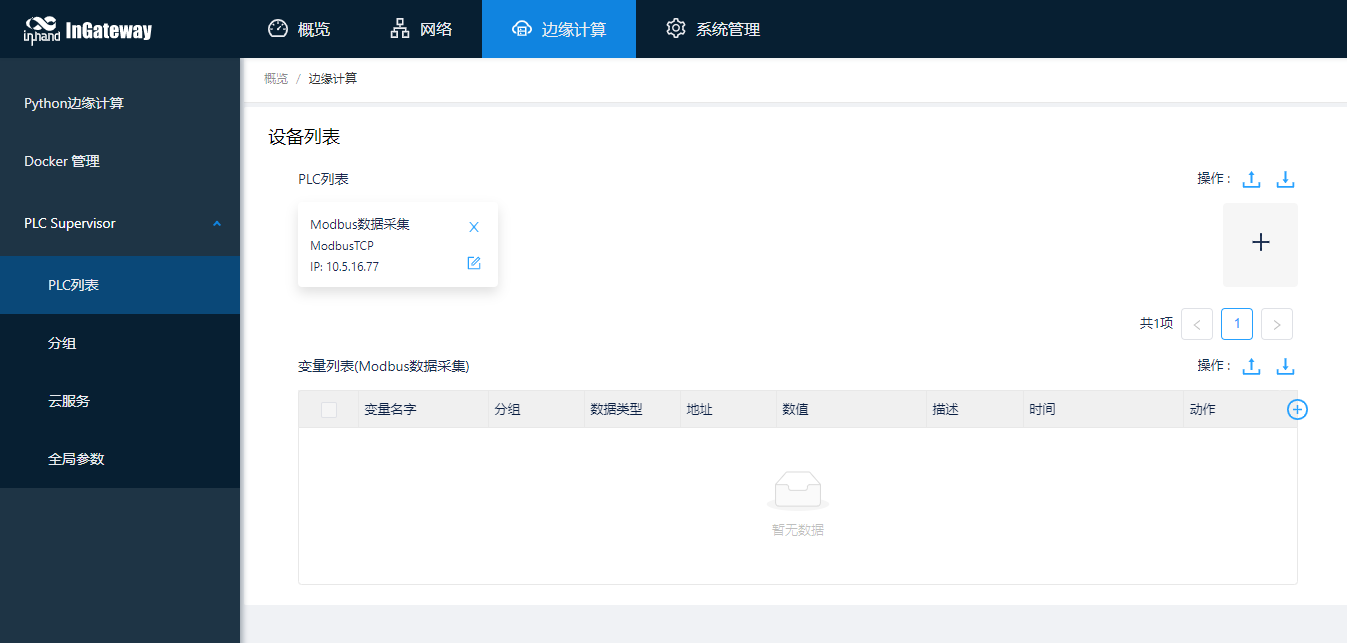 inhand InGateway
概览
网络
边缘计算
系统管理
概览 / 边缘计算
Python边缘计算
Docker 管理
PLC Supervisor
PLC列表
分组
云服务
全局参数
设备列表
PLC列表
操作：
Modbus数据采集
ModbusTCP
IP: 10.5.16.77
共1项 < 1 >
变量列表(Modbus数据采集)
操作：
变量名字 分组 数据类型 地址 数值 描述 时间 动作
暂无数据